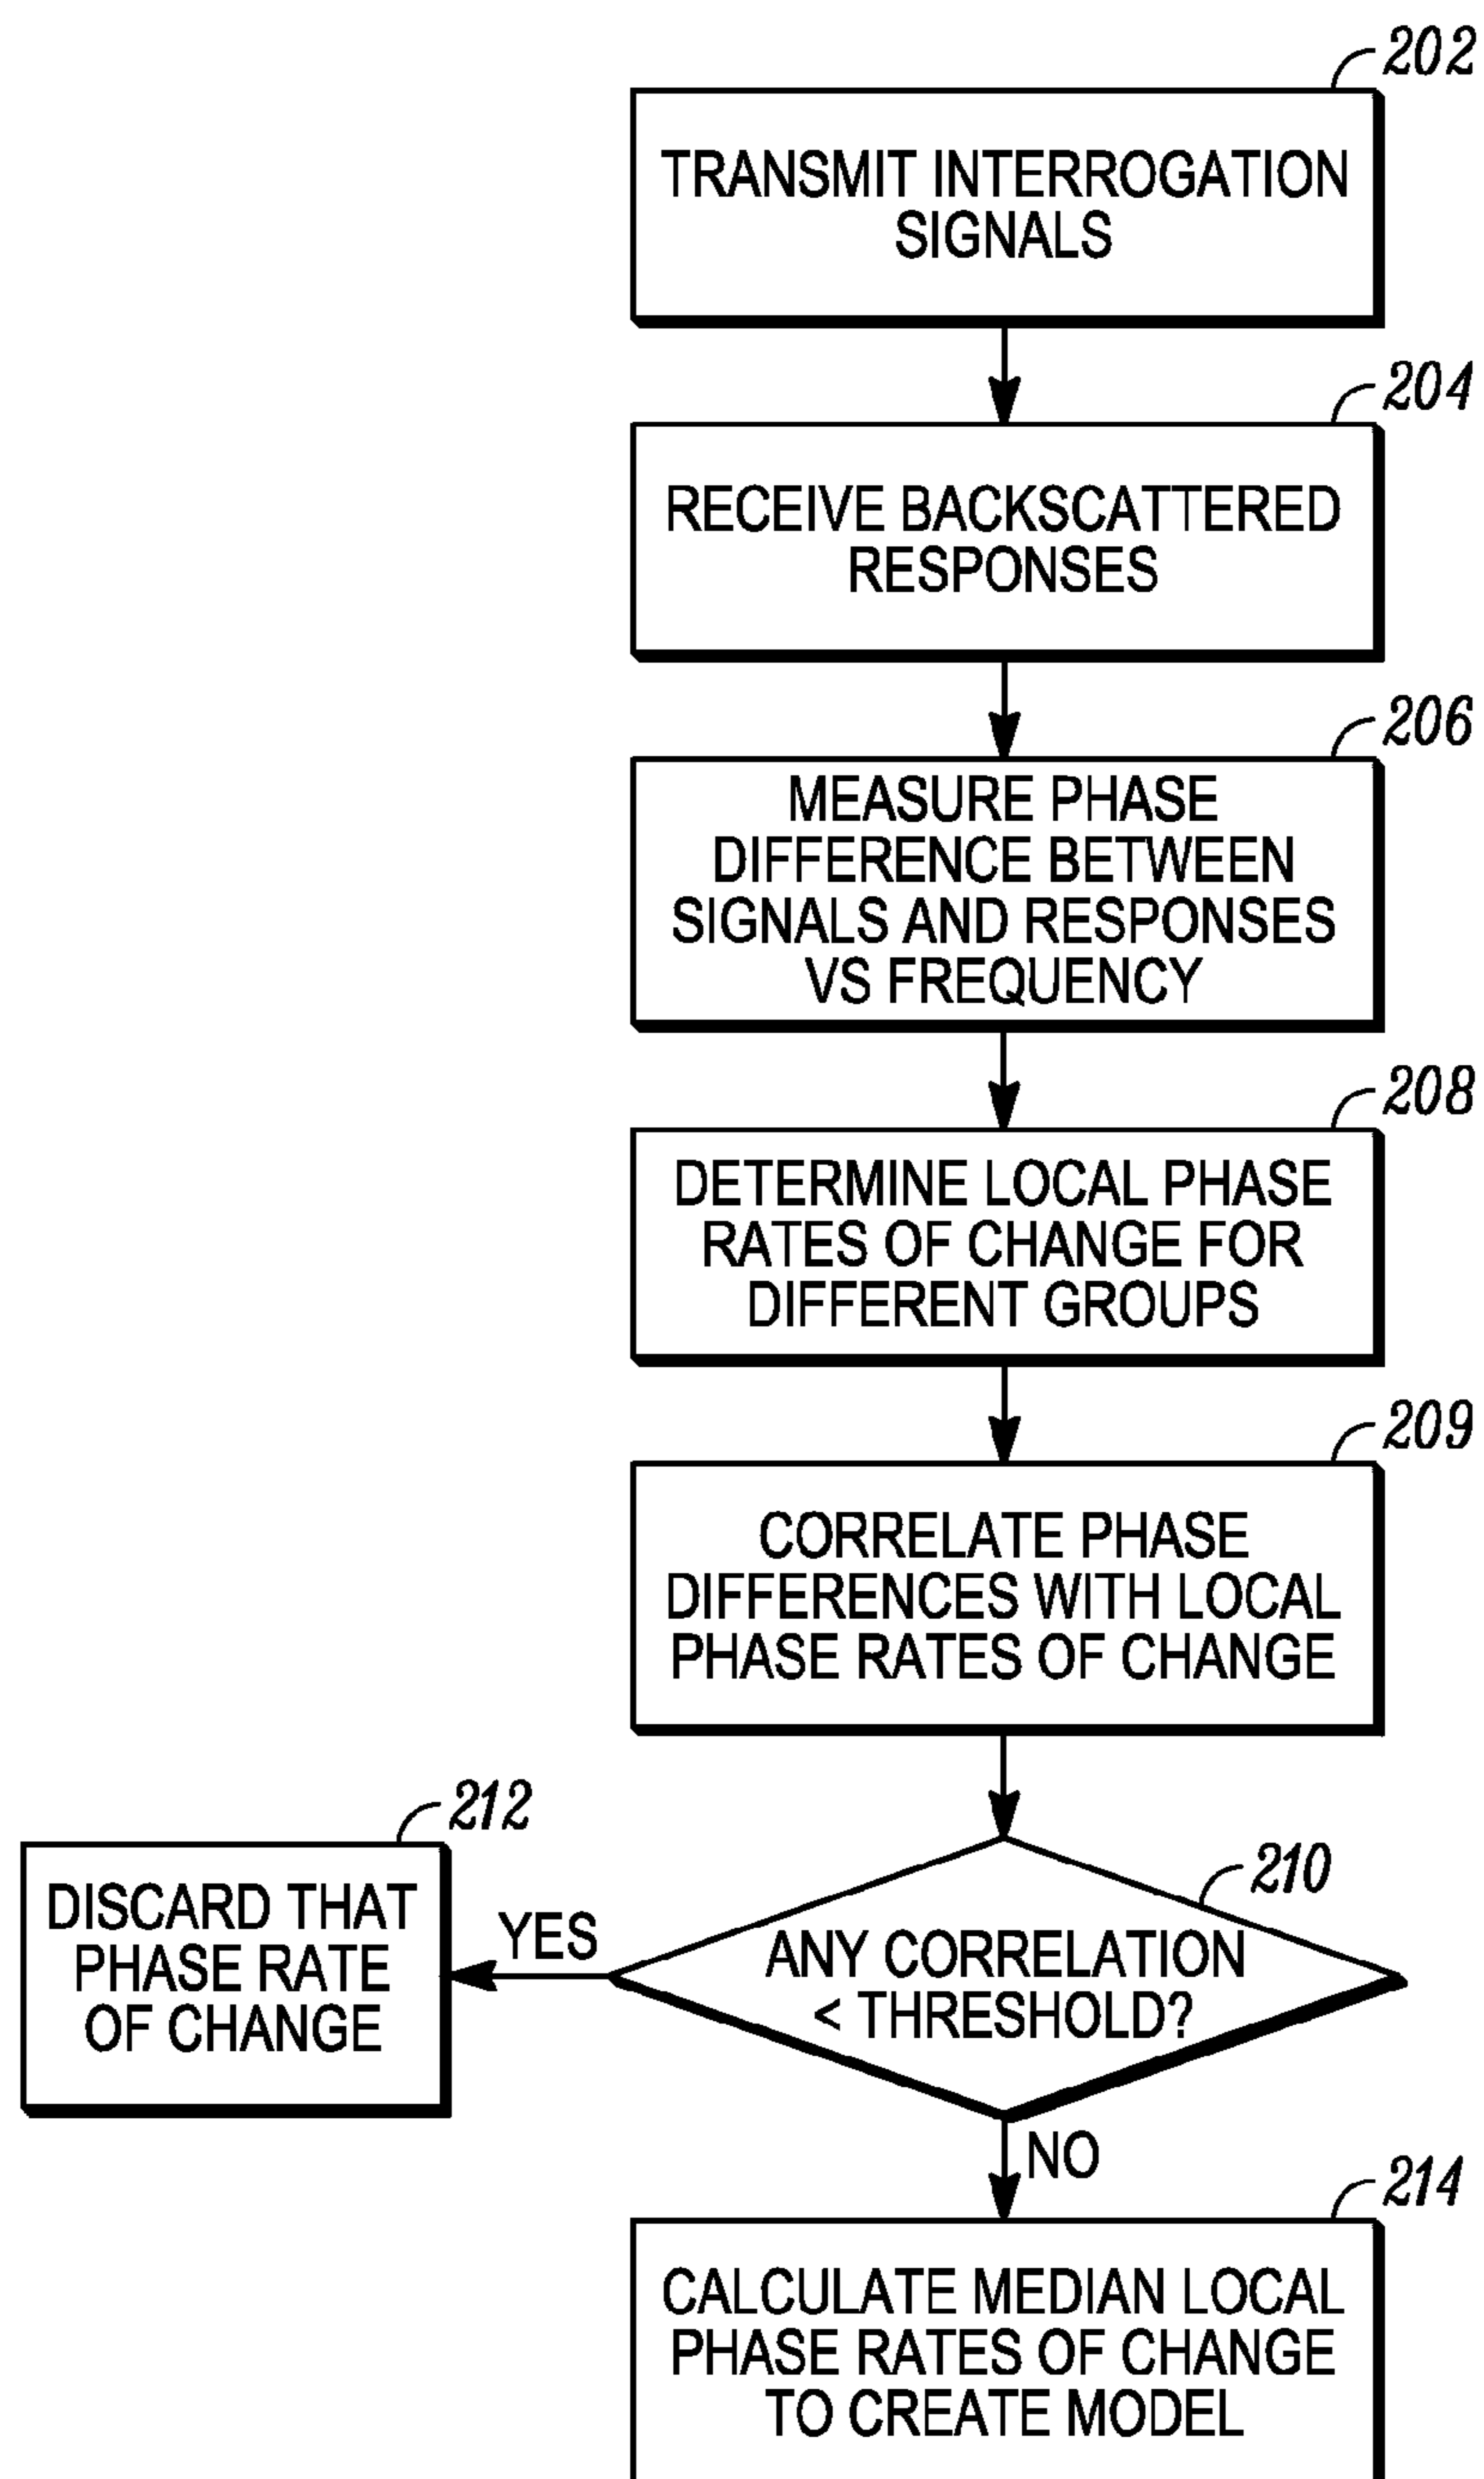 202
TRANSMIT INTERROGATION
SIGNALS
204
RECEIVE BACKSCATTERED
RESPONSES
206
MEASURE PHASE
DIFFERENCE BETWEEN
SIGNALS AND RESPONSES
VS FREQUENCY
208
DETERMINE LOCAL PHASE
RATES OF CHANGE FOR
DIFFERENT GROUPS
209
CORRELATE PHASE
DIFFERENCES WITH LOCAL
PHASE RATES OF CHANGE
212
DISCARD THAT
PHASE RATE
OF CHANGE
YES
210
ANY CORRELATION
< THRESHOLD?
NO
214
CALCULATE MEDIAN LOCAL
PHASE RATES OF CHANGE
TO CREATE MODEL